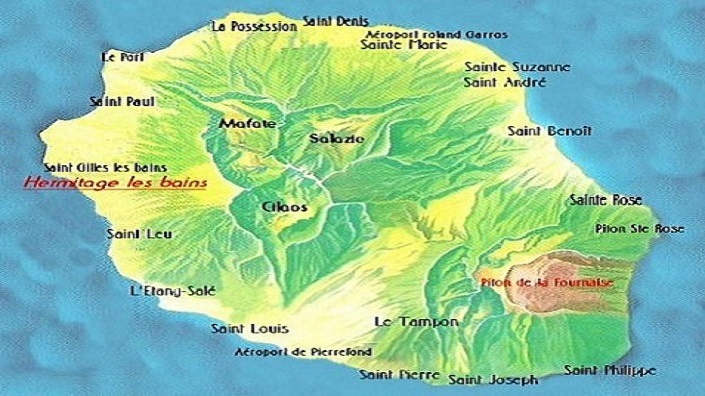 La Possession
Saint Denis
Aéroport roland Garros
Sainte Marie
Le Port
Sainte Suzanne
Saint André
Saint Paul
Mafate
Salazie
Saint Benoît
Saint Gilles les bains
Hermitage les bains
Cilaos
Sainte Rose
Piton Ste Rose
Saint Leu
Piton de la Fournaise
L'Etang-Salé
Saint Louis
Le Tampon
Aéroport de Pierrefond
Saint Pierre
Saint Joseph
Saint Philippe